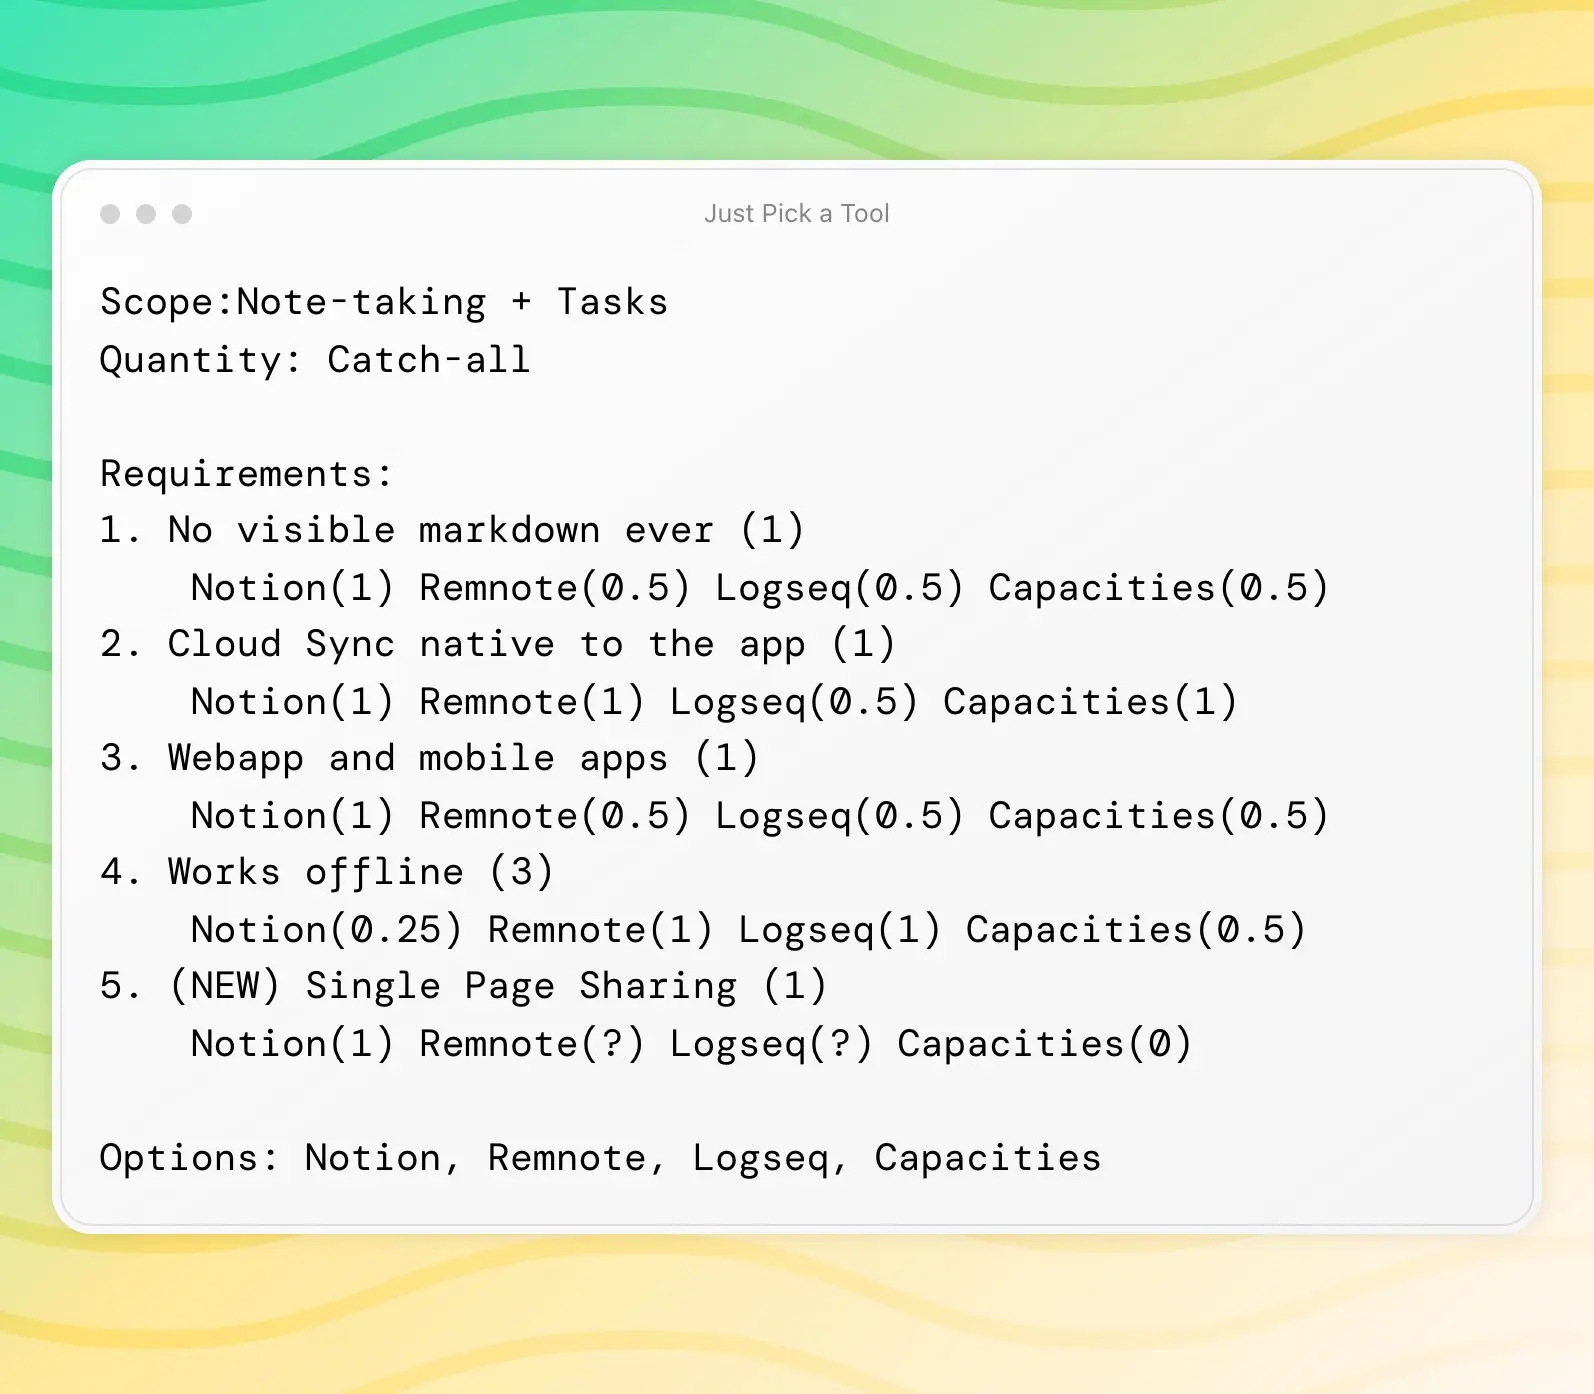 Just Pick a Tool
Scope:Note-taking + Tasks
Quantity: Catch-all
Requirements:
1. No visible markdown ever (1)
Notion(1) Remnote(0.5) Logseq(0.5) Capacities(0.5)
2. Cloud Sync native to the app (1)
Notion(1) Remnote(1) Logseq(0.5) Capacities(1)
3. Webapp and mobile apps (1)
Notion(1) Remnote(0.5) Logseq(0.5) Capacities(0.5)
4. Works offline (3)
Notion(0.25) Remnote(1) Logseq(1) Capacities(0.5)
5. (NEW) Single Page Sharing (1)
Notion(1) Remnote(?) Logseq(?) Capacities(0)
Options: Notion, Remnote, Logseq, Capacities